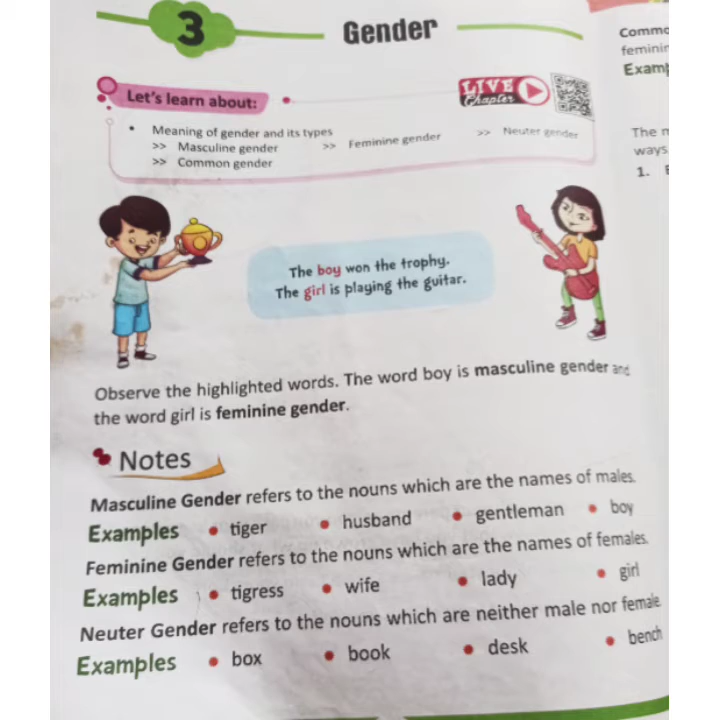 3
Gender
Let's learn about:
LIVE
Chapter
• Meaning of gender and its types
>> Masculine gender >> Feminine gender >> Neuter gender
>> Common gender
The boy won the trophy.
The girl is playing the guitar.
Observe the highlighted words. The word boy is masculine gender and
the word girl is feminine gender.
Notes
Masculine Gender refers to the nouns which are the names of males.
Examples • tiger • husband • gentleman • boy
Feminine Gender refers to the nouns which are the names of females.
Examples • tigress • wife • lady • girl
Neuter Gender refers to the nouns which are neither male nor female
Examples • box • book • desk • bench
The
ways
1.